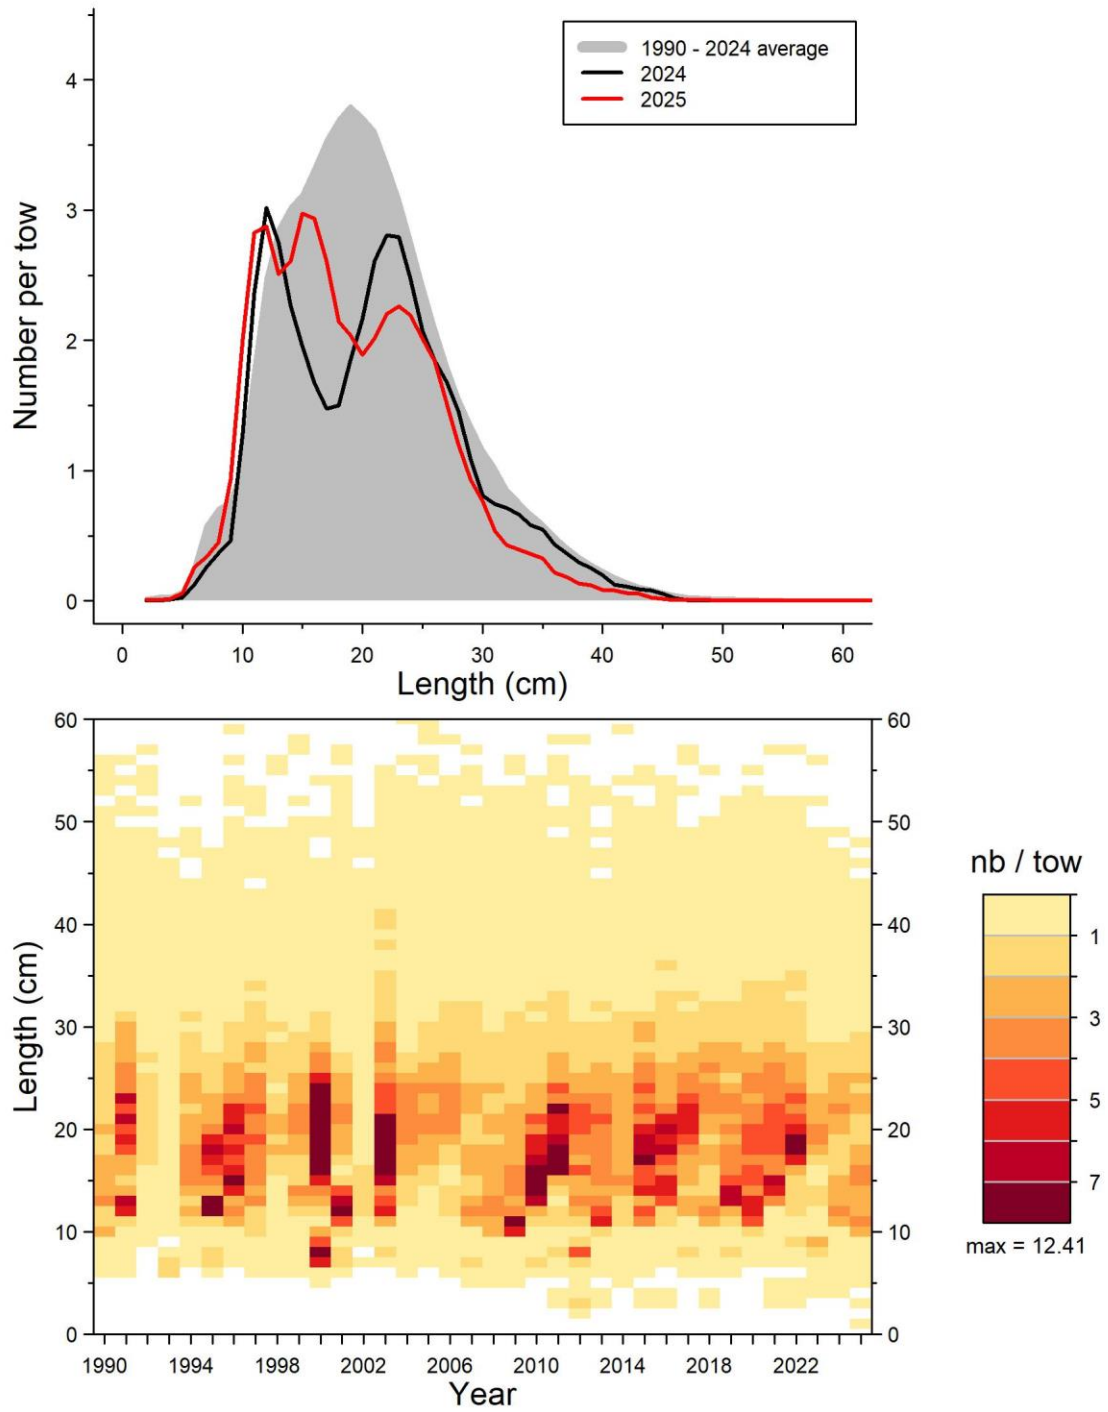 1990 - 2024 average
2024
2025
4
3
2
1
0
Number per tow
0 10 20 30 40 50 60
Length (cm)
60 60
50 50
40 40
30 30
20 20
10 10
0 0
Length (cm)
1990 1994 1998 2002 2006 2010 2014 2018 2022
Year
nb / tow
1
3
5
7
max = 12.41